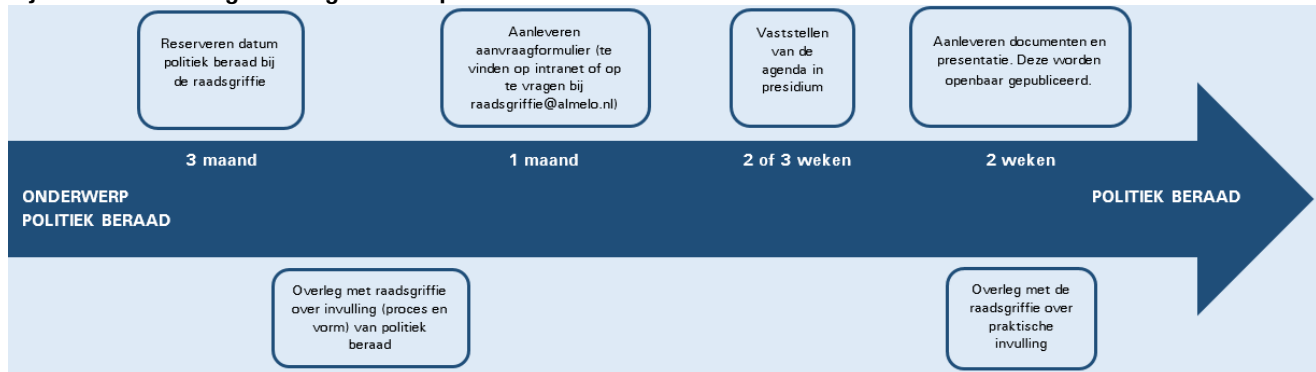 Reserveren datum
politiek beraad bij
de raadsgriffie
Aanleveren
aanvraagformulier (te
vinden op intranet of op
te vragen bij
raadsgriffie@almelo.nl)
Vaststellen
van de
agenda in
presidium
Aanleveren documenten en
presentatie. Deze worden
openbaar gepubliceerd.
3 maand
1 maand
2 of 3 weken
2 weken
ONDERWERP
POLITIEK BERAAD
POLITIEK BERAAD
Overleg met raadsgriffie
over invulling (proces en
vorm) van politiek
beraad
Overleg met de
raadsgriffie over
praktische
invulling